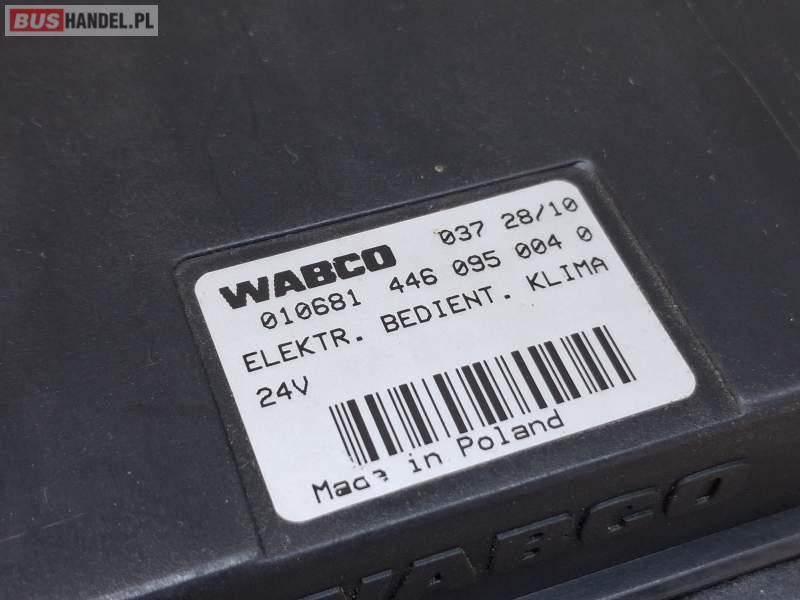 BUSHANDEL.PL
WABCO 037 28/10
010681 446 095 004 0
ELEKTR. BEDIENT. KLIMA
24V
Made in Poland
WABCO